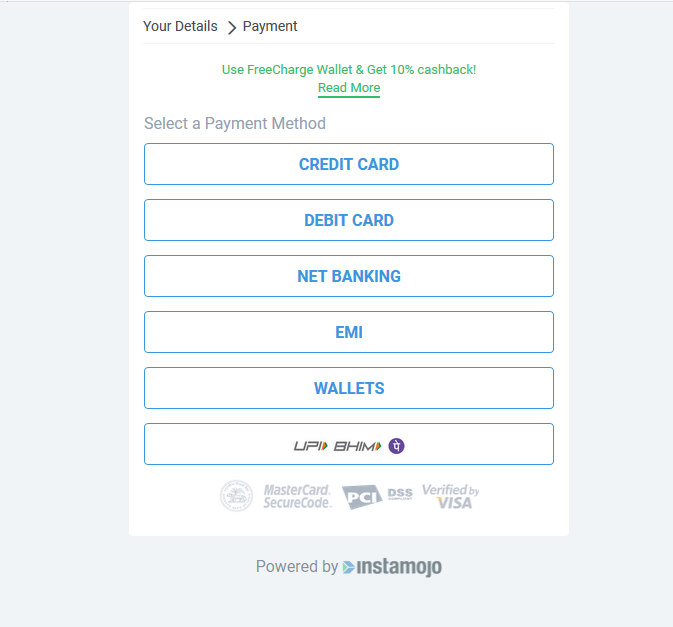 Your Details > Payment
Use FreeCharge Wallet & Get 10% cashback!
Read More
Select a Payment Method
CREDIT CARD
DEBIT CARD
NET BANKING
EMI
WALLETS
UPI BHIM पे
MasterCard. SecureCode. PCI DSS Verified by VISA
Powered by instamojo